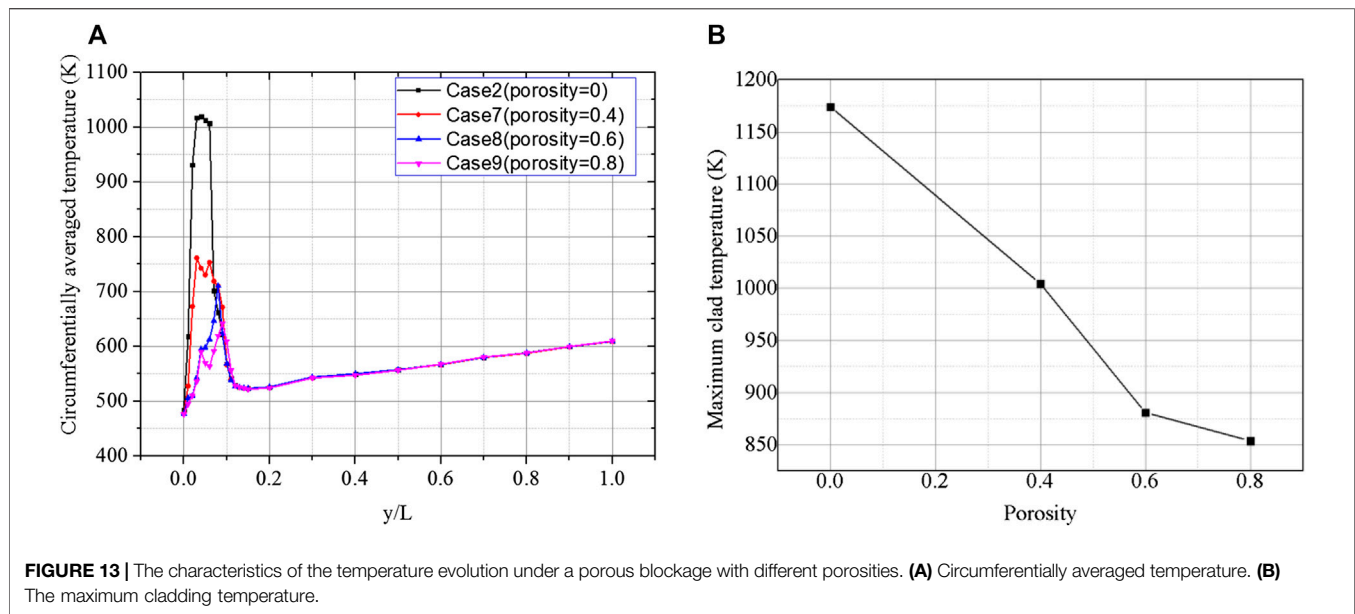 A
Circumferentially averaged temperature (K)
1100
1000
900
800
700
600
500
400
Case2(porosity=0)
Case7(porosity=0.4)
Case8(porosity=0.6)
Case9(porosity=0.8)
0.0 0.2 0.4 0.6 0.8 1.0
y/L
B
Maximum clad temperature (K)
1200
1150
1100
1050
1000
950
900
850
0.0 0.2 0.4 0.6 0.8
Porosity
FIGURE 13 | The characteristics of the temperature evolution under a porous blockage with different porosities. (A) Circumferentially averaged temperature. (B)
The maximum cladding temperature.